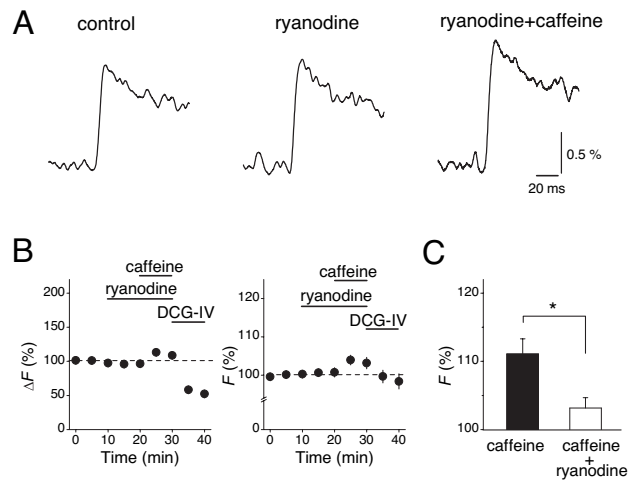 A
control
ryanodine
ryanodine+caffeine
0.5 %
20 ms
B
caffeine
ryanodine
DCG-IV
200
150
100
50
0
ΔF (%)
0 10 20 30 40
Time (min)
caffeine
ryanodine
DCG-IV
120
110
100
0
F (%)
0 10 20 30 40
Time (min)
C
120
110
100
F (%)
*
caffeine
caffeine
+
ryanodine